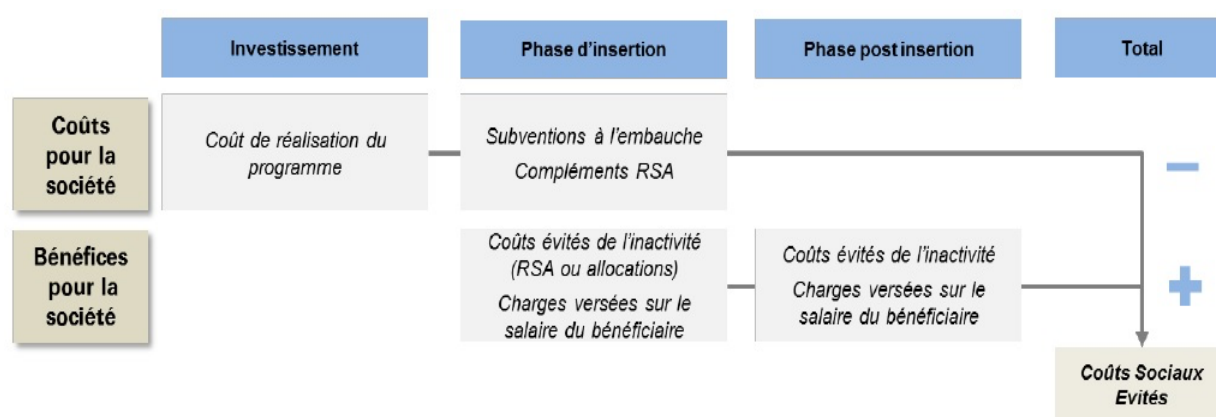 Investissement
Phase d'insertion
Phase post insertion
Total
Coûts
pour la
société
Coût de réalisation du
programme
Subventions à l'embauche
Compléments RSA
−
Bénéfices
pour la
société
Coûts évités de l'inactivité
(RSA ou allocations)
Charges versées sur le
salaire du bénéficiaire
Coûts évités de l'inactivité
Charges versées sur le
salaire du bénéficiaire
+
Coûts Sociaux
Evités